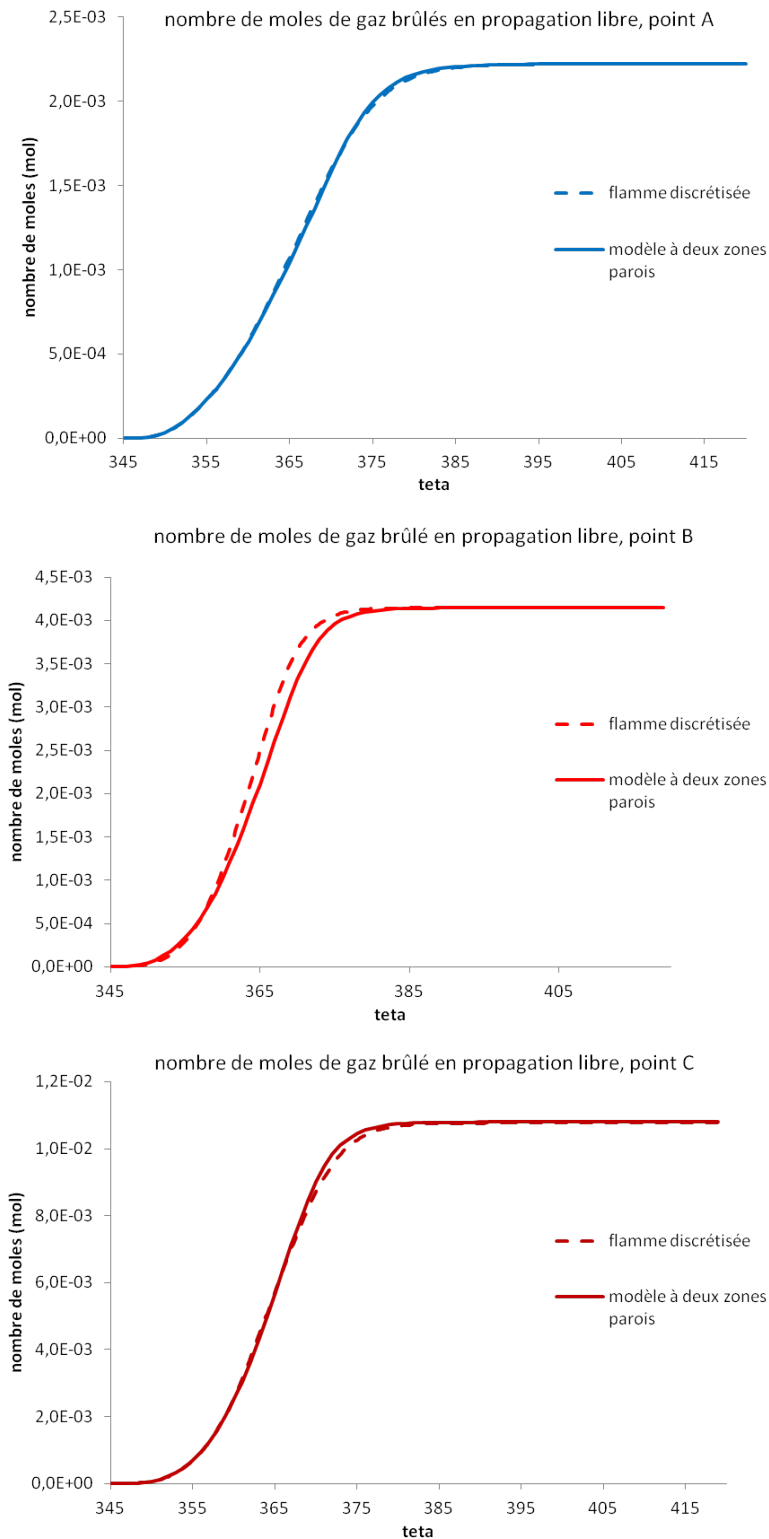 nombre de moles de gaz brûlés en propagation libre, point A
2,5E-03
2,0E-03
1,5E-03
1,0E-03
5,0E-04
0,0E+00
nombre de moles (mol)
345 355 365 375 385 395 405 415
teta
flamme discrétisée
modèle à deux zones
parois
nombre de moles de gaz brûlé en propagation libre, point B
4,5E-03
4,0E-03
3,5E-03
3,0E-03
2,5E-03
2,0E-03
1,5E-03
1,0E-03
5,0E-04
0,0E+00
nombre de moles (mol)
345 365 385 405
teta
flamme discrétisée
modèle à deux zones
parois
nombre de moles de gaz brûlé en propagation libre, point C
1,2E-02
1,0E-02
8,0E-03
6,0E-03
4,0E-03
2,0E-03
0,0E+00
nombre de moles (mol)
345 355 365 375 385 395 405 415
teta
flamme discrétisée
modèle à deux zones
parois